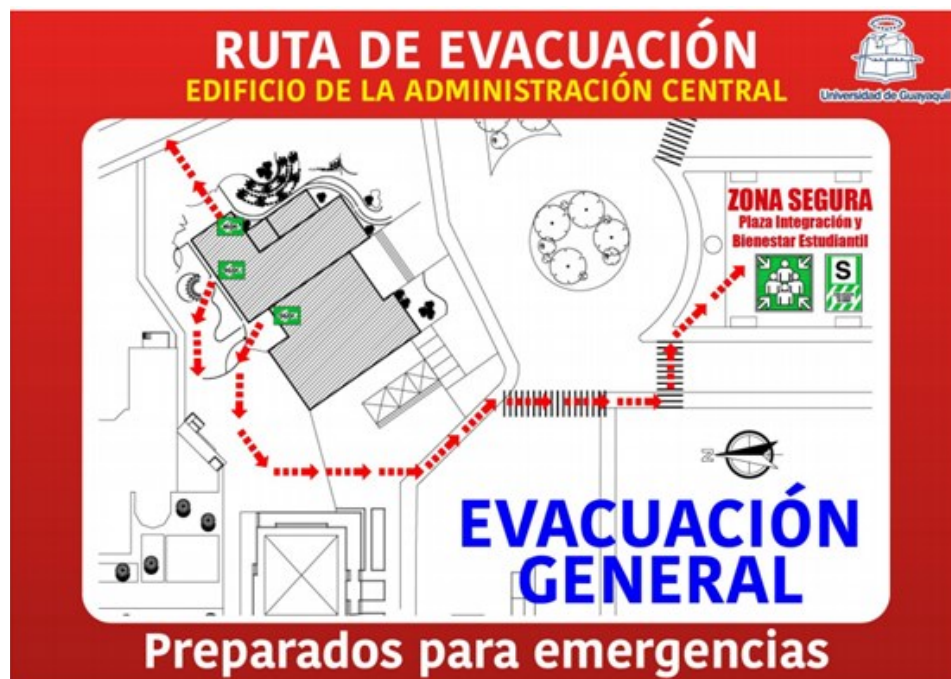 RUTA DE EVACUACIÓN
EDIFICIO DE LA ADMINISTRACIÓN CENTRAL
Universidad de Guayaquil
ZONA SEGURA
Plaza Integración y
Bienestar Estudiantil
S
N
EVACUACIÓN
GENERAL
Preparados para emergencias